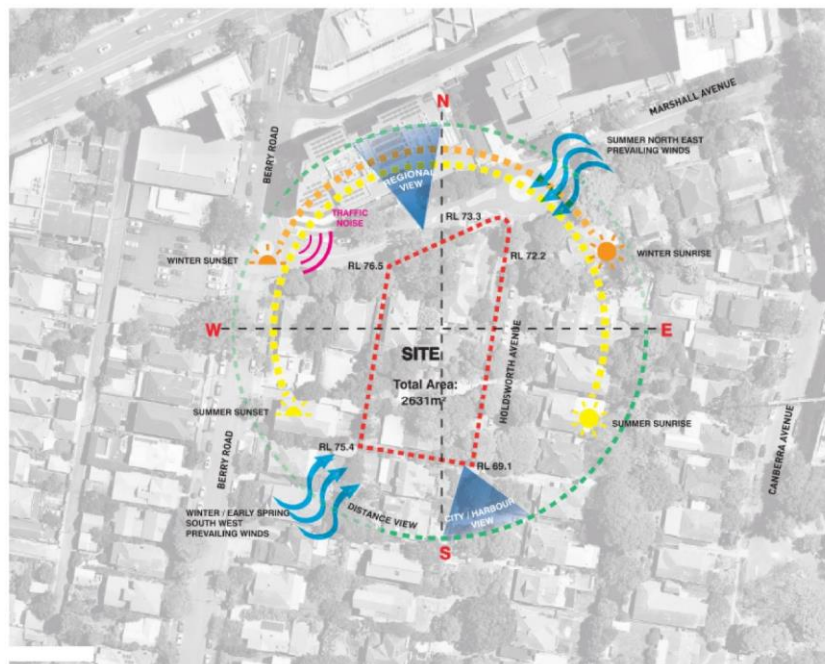 N
MARSHALL AVENUE
BERRY ROAD
SUMMER NORTH EAST
PREVAILING WINDS
REGIONAL
VIEW
TRAFFIC
NOISE
RL 73.3
WINTER SUNSET
RL 76.5
RL 72.2
WINTER SUNRISE
W
E
SITE
Total Area:
2631m²
HOLDSWORTH AVENUE
SUMMER SUNSET
SUMMER SUNRISE
BERRY ROAD
RL 75.4
RL 69.1
CANBERRA AVENUE
WINTER / EARLY SPRING
SOUTH WEST
PREVAILING WINDS
DISTANCE VIEW
CITY / HARBOUR
VIEW
S